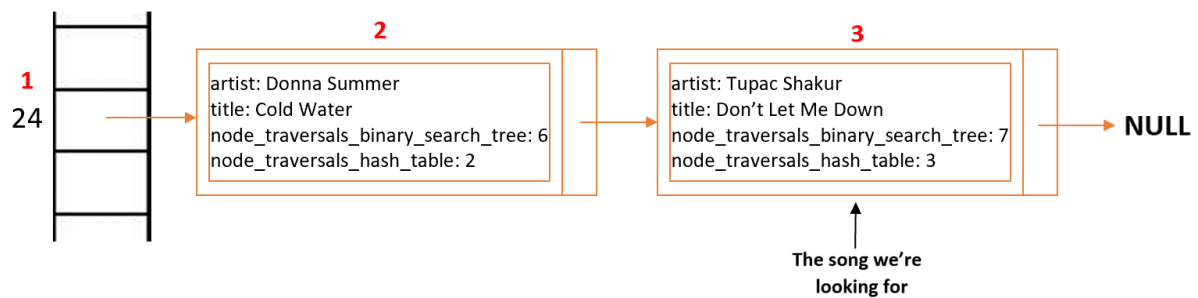 1
24
2
artist: Donna Summer
title: Cold Water
node_traversals_binary_search_tree: 6
node_traversals_hash_table: 2
3
artist: Tupac Shakur
title: Don’t Let Me Down
node_traversals_binary_search_tree: 7
node_traversals_hash_table: 3
NULL
The song we’re
looking for